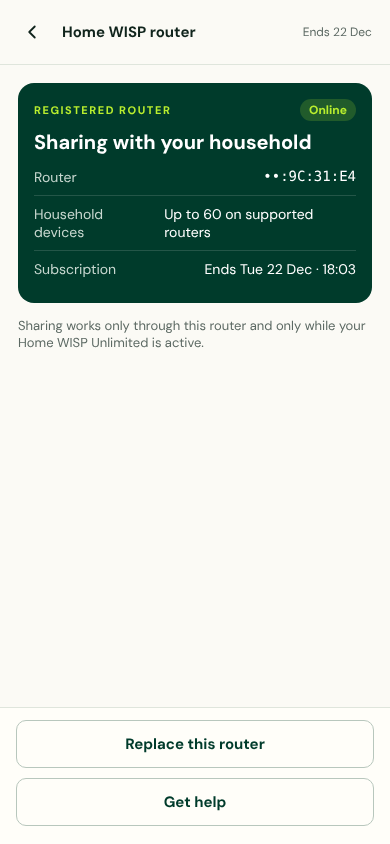 Home WISP router
Ends 22 Dec
REGISTERED ROUTER
Online
Sharing with your household
Router
••:9C:31:E4
Household devices
Up to 60 on supported routers
Subscription
Ends Tue 22 Dec · 18:03
Sharing works only through this router and only while your
Home WISP Unlimited is active.
Replace this router
Get help